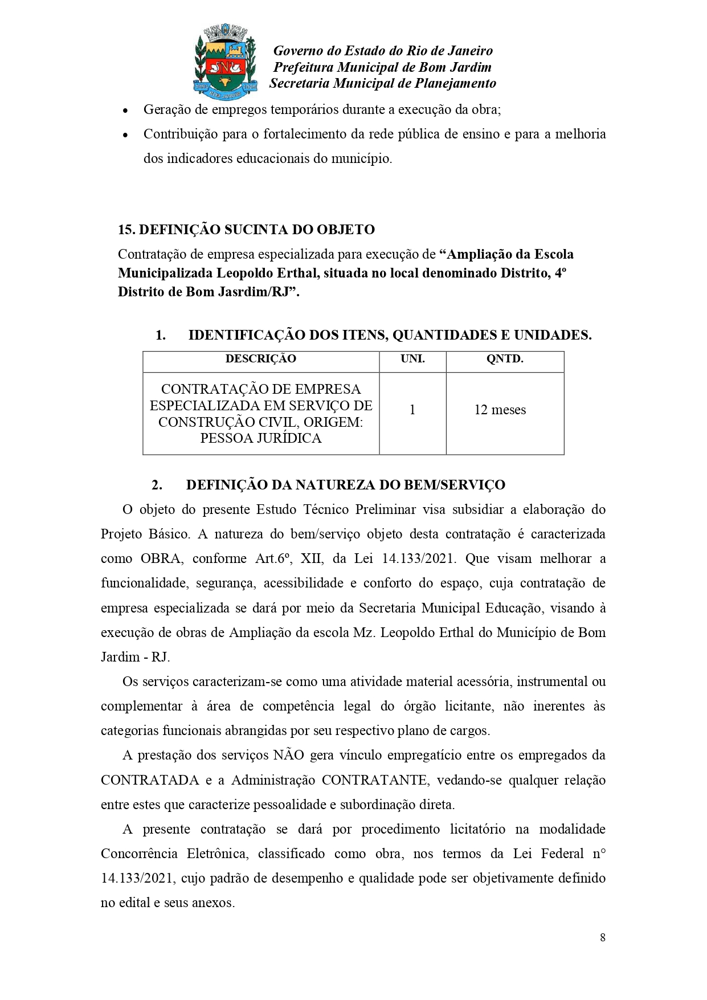 Governo do Estado do Rio de Janeiro
Prefeitura Municipal de Bom Jardim
Secretaria Municipal de Planejamento
BOM JARDIM
• Geração de empregos temporários durante a execução da obra;
• Contribuição para o fortalecimento da rede pública de ensino e para a melhoria
dos indicadores educacionais do município.
15. DEFINIÇÃO SUCINTA DO OBJETO
Contratação de empresa especializada para execução de “Ampliação da Escola
Municipalizada Leopoldo Erthal, situada no local denominado Distrito, 4º
Distrito de Bom Jasrdim/RJ”.
1. IDENTIFICAÇÃO DOS ITENS, QUANTIDADES E UNIDADES.
DESCRIÇÃO UNI. QNTD.
CONTRATAÇÃO DE EMPRESA
ESPECIALIZADA EM SERVIÇO DE
CONSTRUÇÃO CIVIL, ORIGEM:
PESSOA JURÍDICA
1 12 meses
2. DEFINIÇÃO DA NATUREZA DO BEM/SERVIÇO
O objeto do presente Estudo Técnico Preliminar visa subsidiar a elaboração do
Projeto Básico. A natureza do bem/serviço objeto desta contratação é caracterizada
como OBRA, conforme Art.6º, XII, da Lei 14.133/2021. Que visam melhorar a
funcionalidade, segurança, acessibilidade e conforto do espaço, cuja contratação de
empresa especializada se dará por meio da Secretaria Municipal Educação, visando à
execução de obras de Ampliação da escola Mz. Leopoldo Erthal do Município de Bom
Jardim - RJ.
Os serviços caracterizam-se como uma atividade material acessória, instrumental ou
complementar à área de competência legal do órgão licitante, não inerentes às
categorias funcionais abrangidas por seu respectivo plano de cargos.
A prestação dos serviços NÃO gera vínculo empregatício entre os empregados da
CONTRATADA e a Administração CONTRATANTE, vedando-se qualquer relação
entre estes que caracterize pessoalidade e subordinação direta.
A presente contratação se dará por procedimento licitatório na modalidade
Concorrência Eletrônica, classificado como obra, nos termos da Lei Federal n°
14.133/2021, cujo padrão de desempenho e qualidade pode ser objetivamente definido
no edital e seus anexos.
8